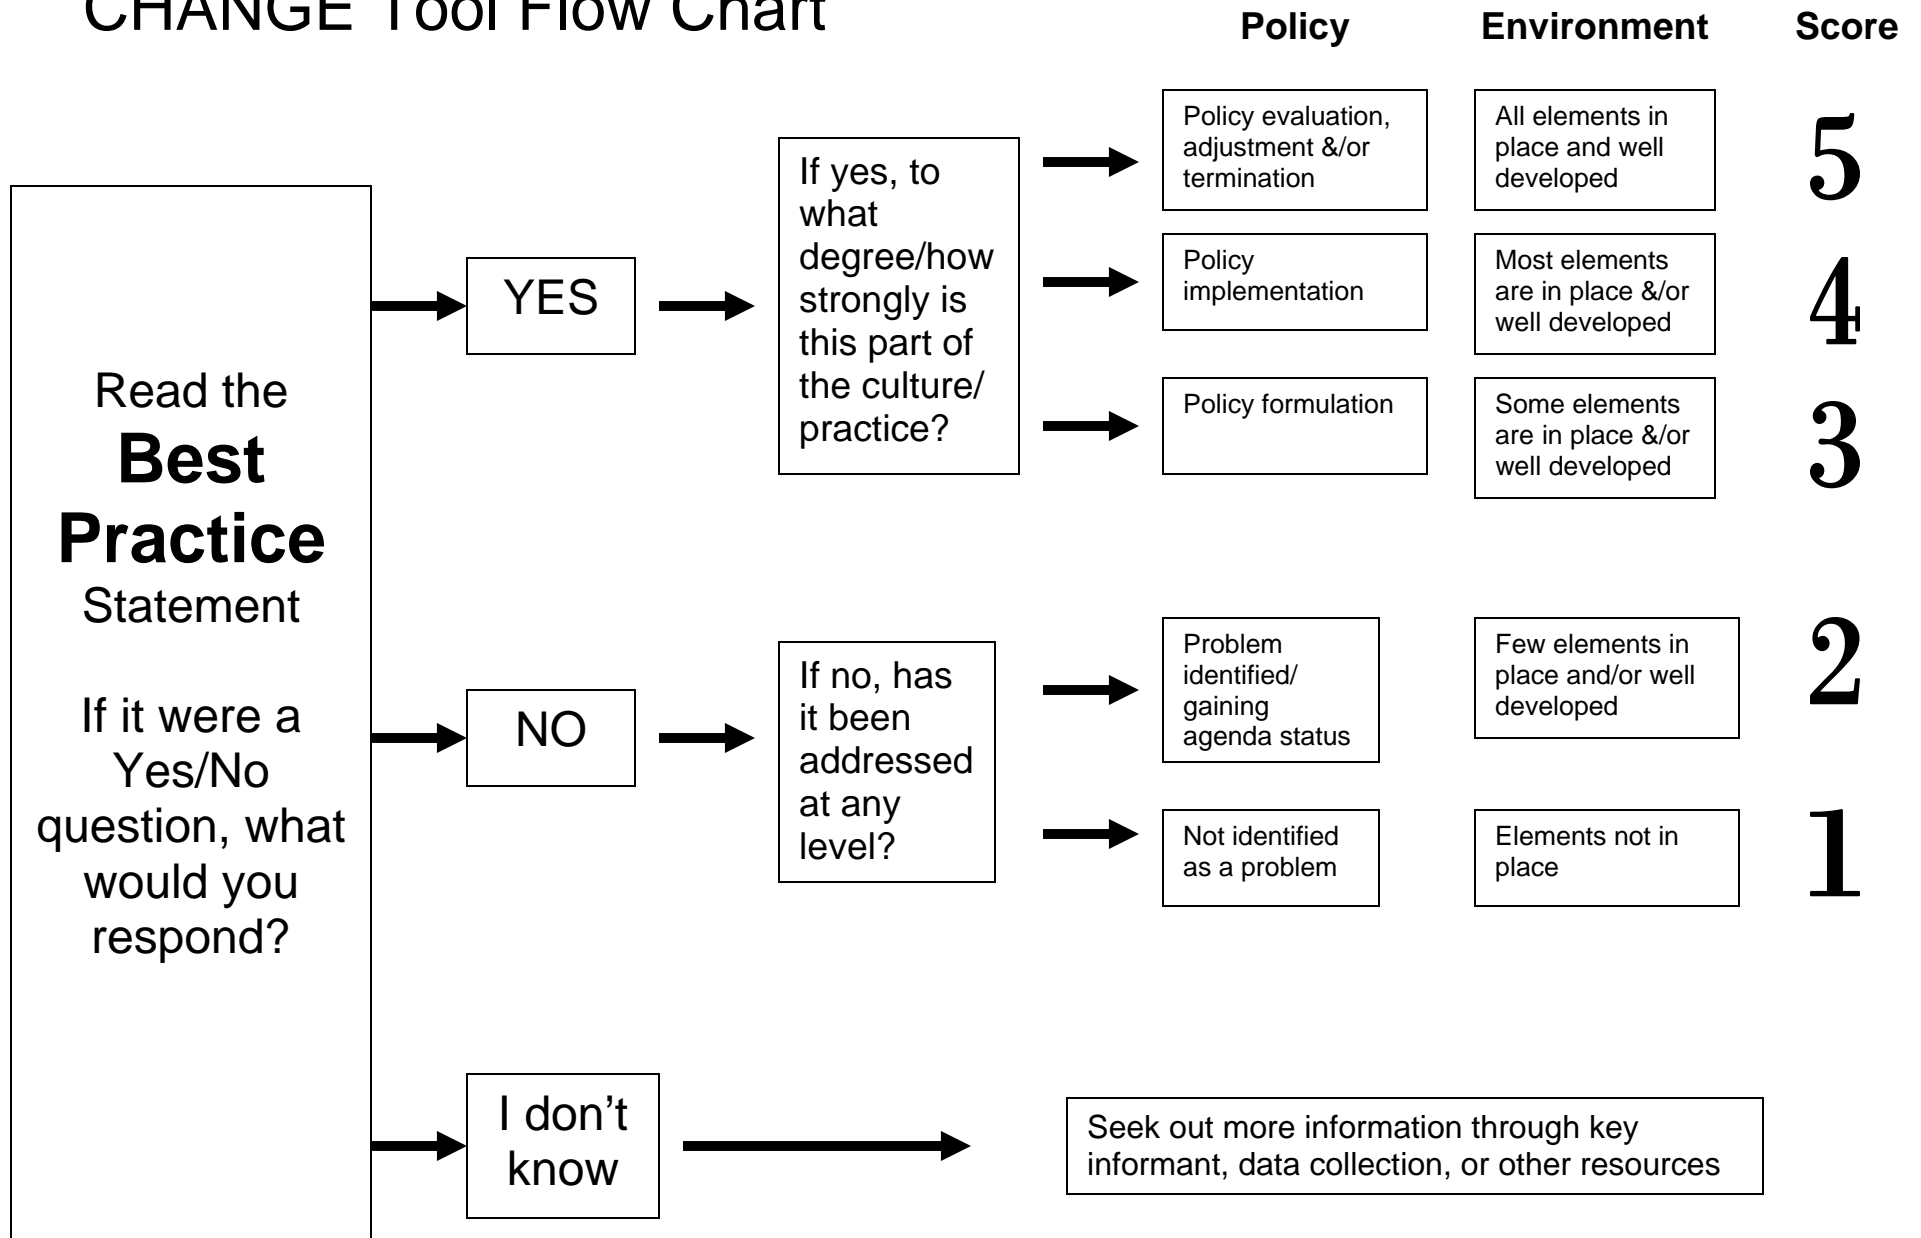 CHANGE Tool Flow Chart
Policy
Environment
Score
Read the
Best
Practice
Statement
If it were a
Yes/No
question, what
would you
respond?
YES
If yes, to
what
degree/how
strongly is
this part of
the culture/
practice?
Policy evaluation,
adjustment &/or
termination
All elements in
place and well
developed
5
Policy
implementation
Most elements
are in place &/or
well developed
4
Policy formulation
Some elements
are in place &/or
well developed
3
NO
If no, has
it been
addressed
at any
level?
Problem
identified/
gaining
agenda status
Few elements in
place and/or well
developed
2
Not identified
as a problem
Elements not in
place
1
I don't
know
Seek out more information through key
informant, data collection, or other resources